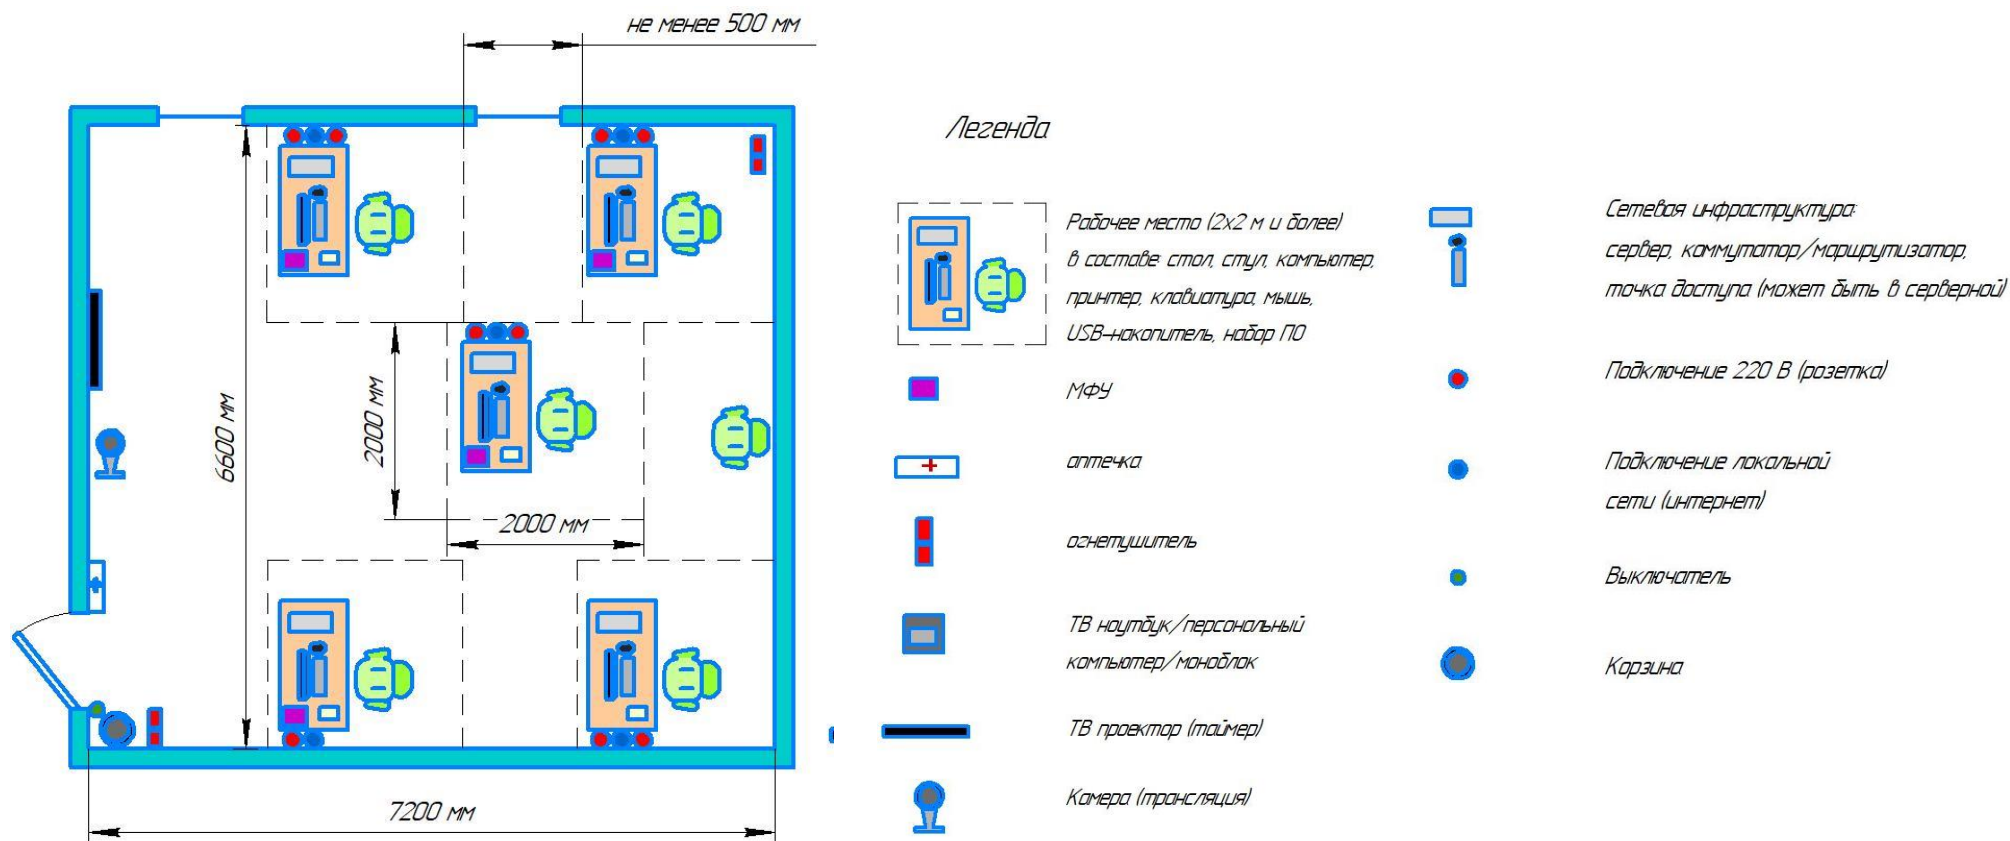 не менее 500 мм
6600 мм
2000 мм
2000 мм
7200 мм
Легенда
Рабочее место (2х2 м и более)
в составе: стол, стул, компьютер,
принтер, клавиатура, мышь,
USB-накопитель, набор ПО
МФУ
аптечка
огнетушитель
ТВ ноутбук/персональный
компьютер/моноблок
ТВ проектор (таймер)
Камера (трансляция)
Сетевая инфраструктура:
сервер, коммутатор/маршрутизатор,
точка доступа (может быть в серверной)
Подключение 220 В (розетка)
Подключение локальной
сети (интернет)
Выключатель
Корзина